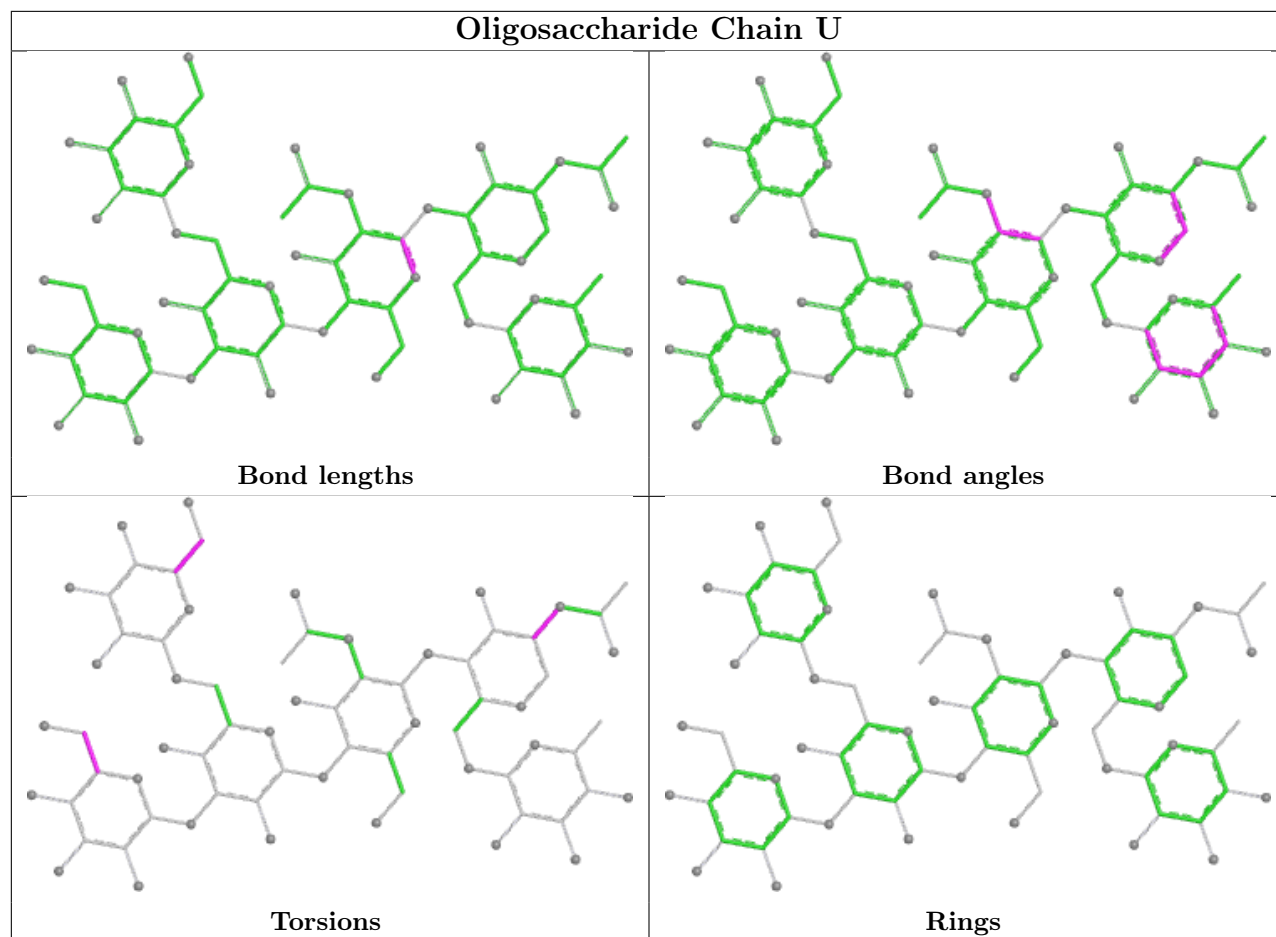 Oligosaccharide Chain U
Bond lengths
Bond angles
Torsions
Rings